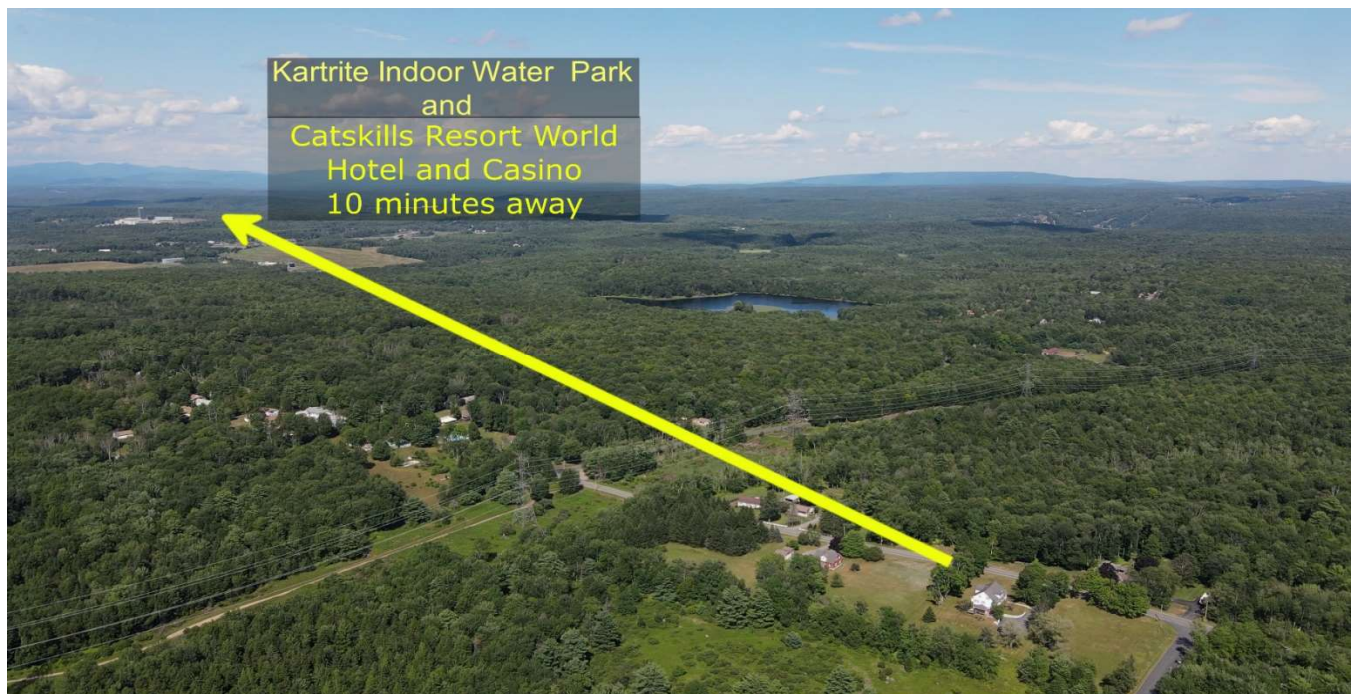 Kartrite Indoor Water Park
and
Catskills Resort World
Hotel and Casino
10 minutes away